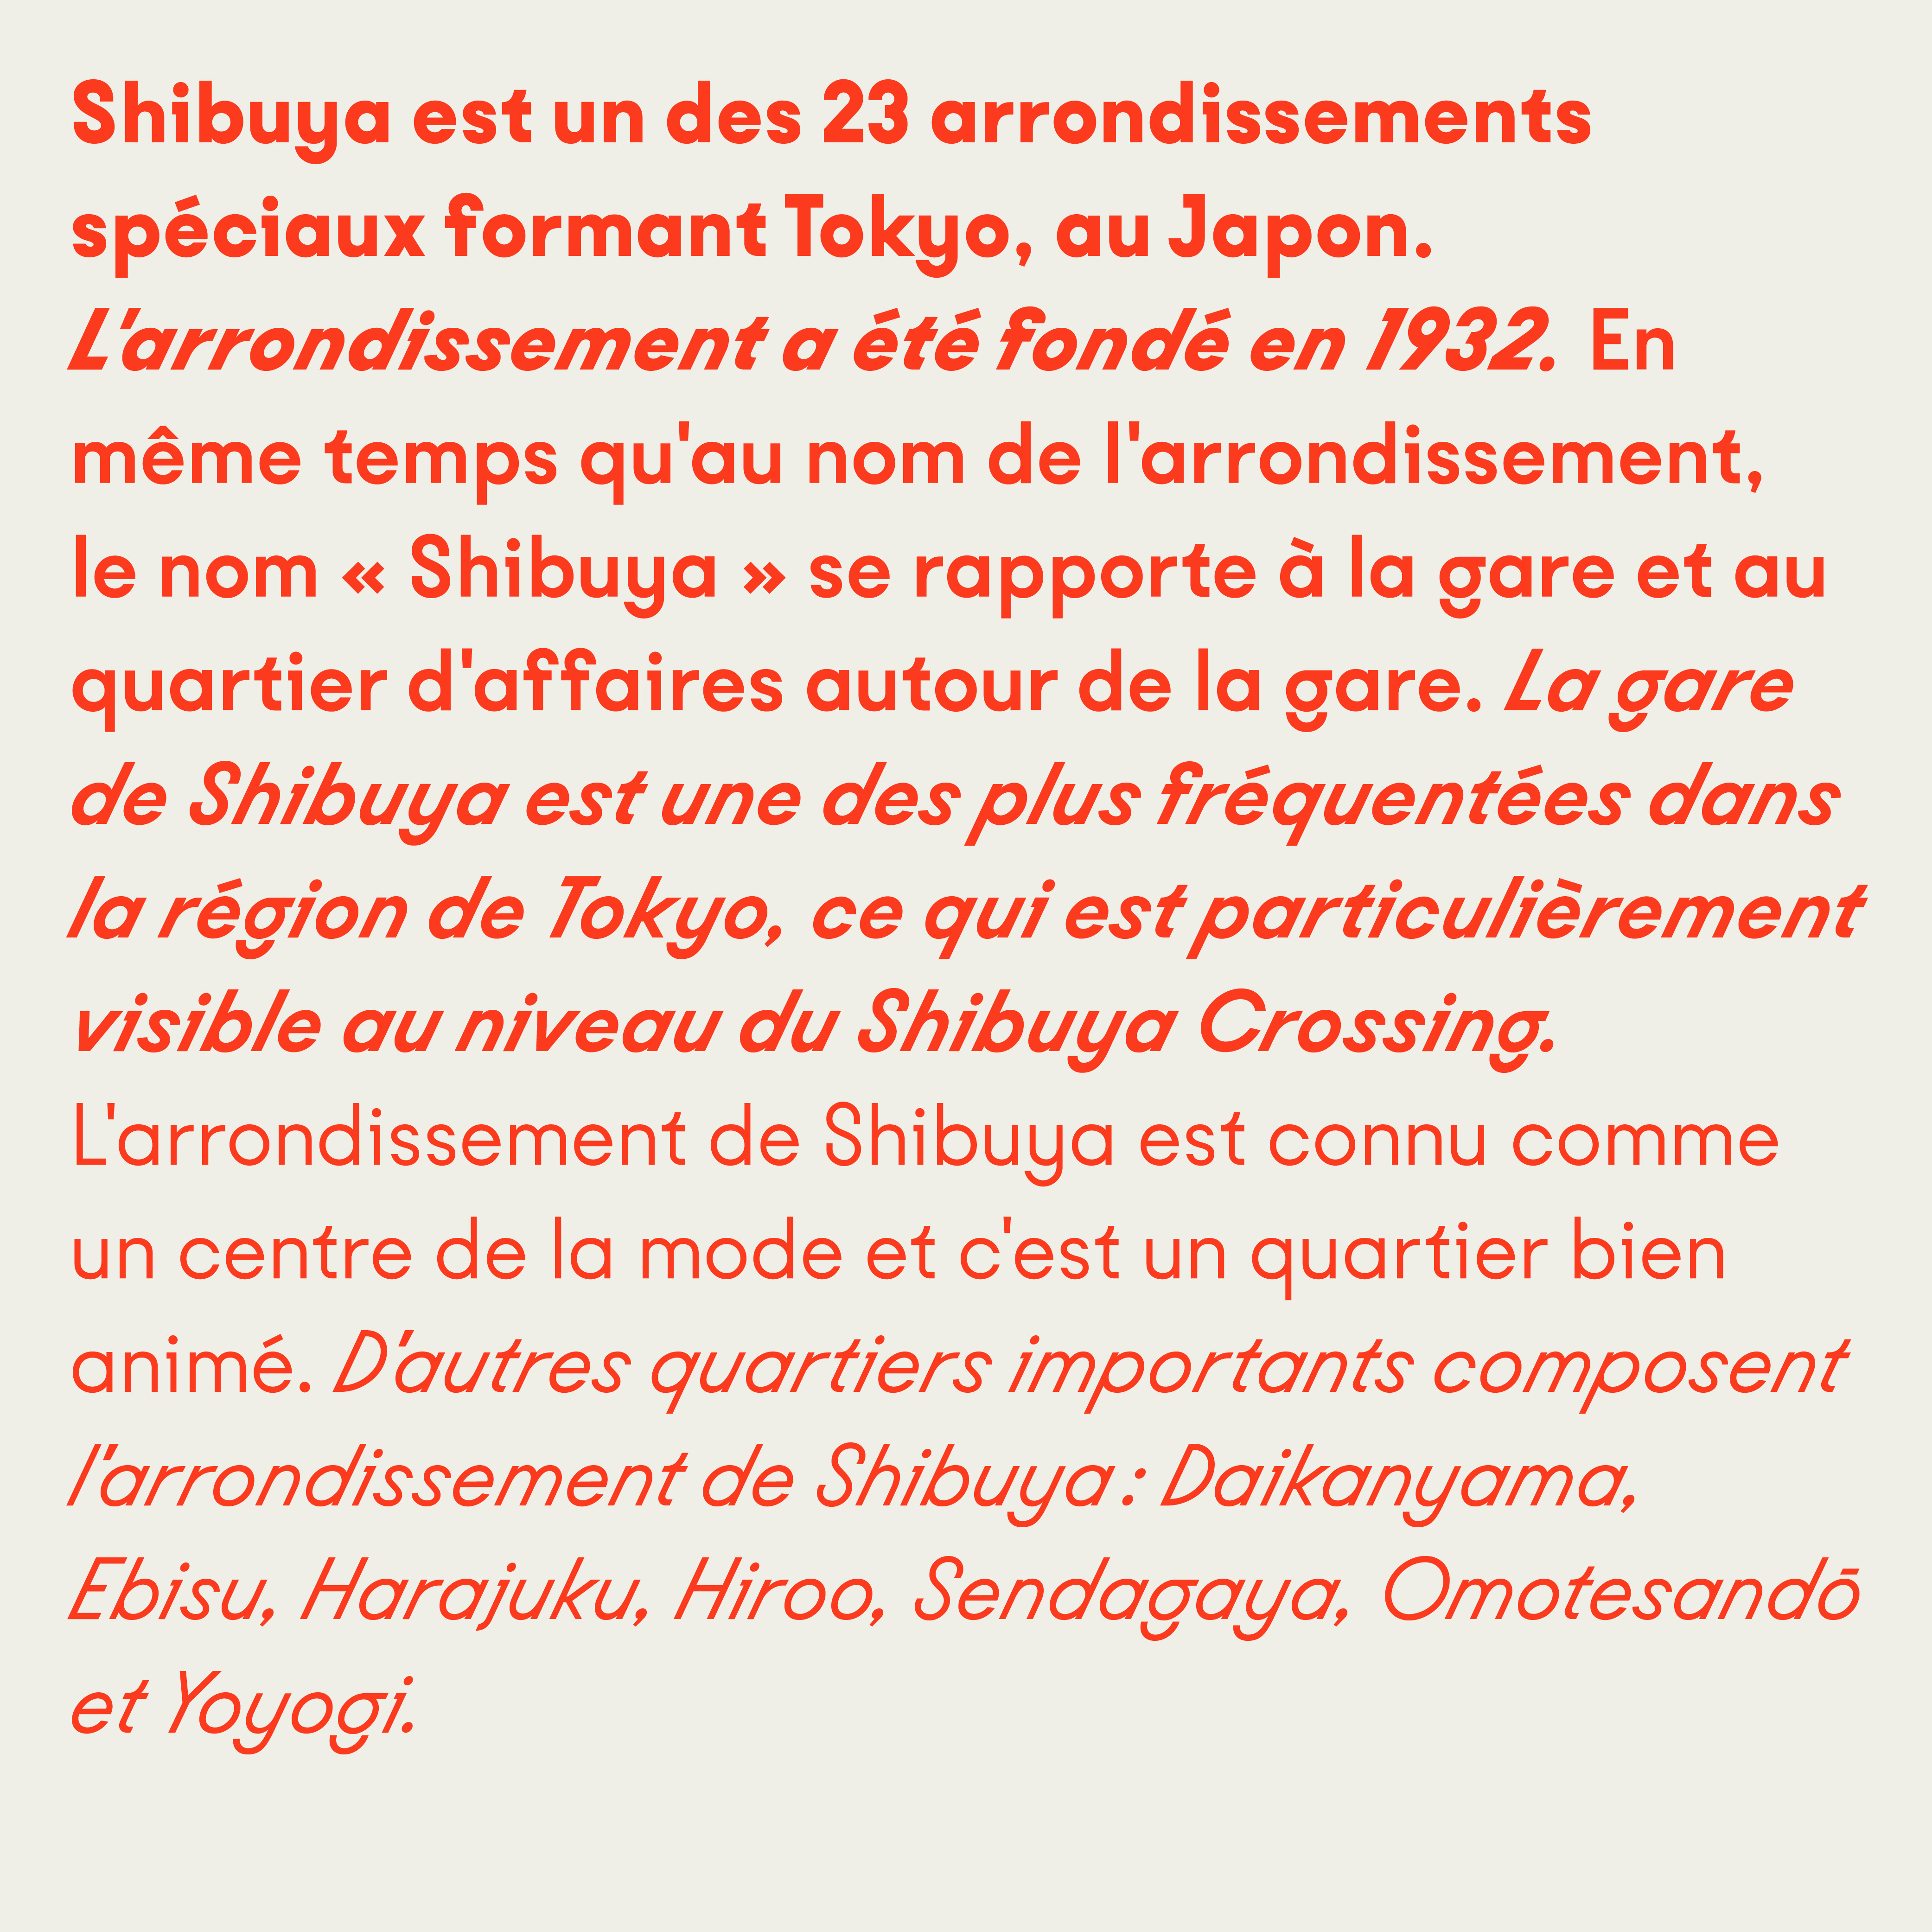 Shibuya est un des 23 arrondissements
spéciaux formant Tokyo, au Japon.
L'arrondissement a été fondé en 1932. En
même temps qu'au nom de l'arrondissement,
le nom « Shibuya » se rapporte à la gare et au
quartier d'affaires autour de la gare. La gare
de Shibuya est une des plus fréquentées dans
la région de Tokyo, ce qui est particulièrement
visible au niveau du Shibuya Crossing.
L'arrondissement de Shibuya est connu comme
un centre de la mode et c'est un quartier bien
animé. D'autres quartiers importants composent
l'arrondissement de Shibuya : Daikanyama,
Ebisu, Harajuku, Hiroo, Sendagaya, Omotesandō
et Yoyogi.